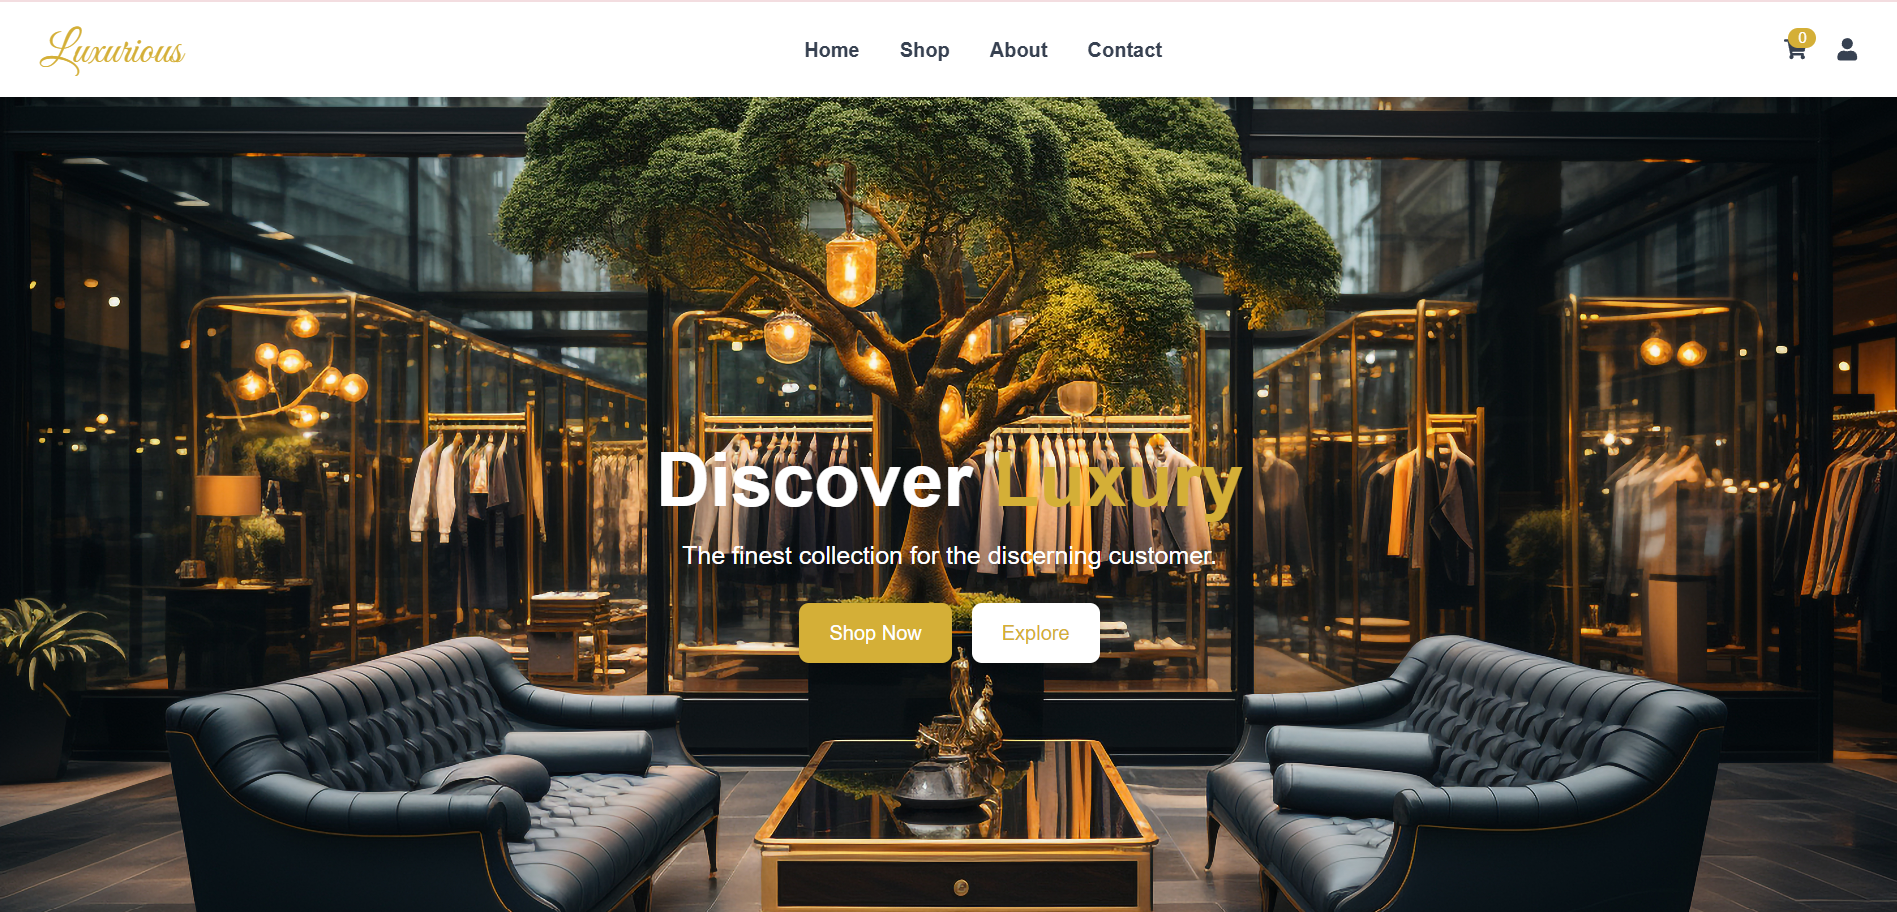 Luxurious
Home Shop About Contact
0
Discover Luxury
The finest collection for the discerning customer.
Shop Now Explore